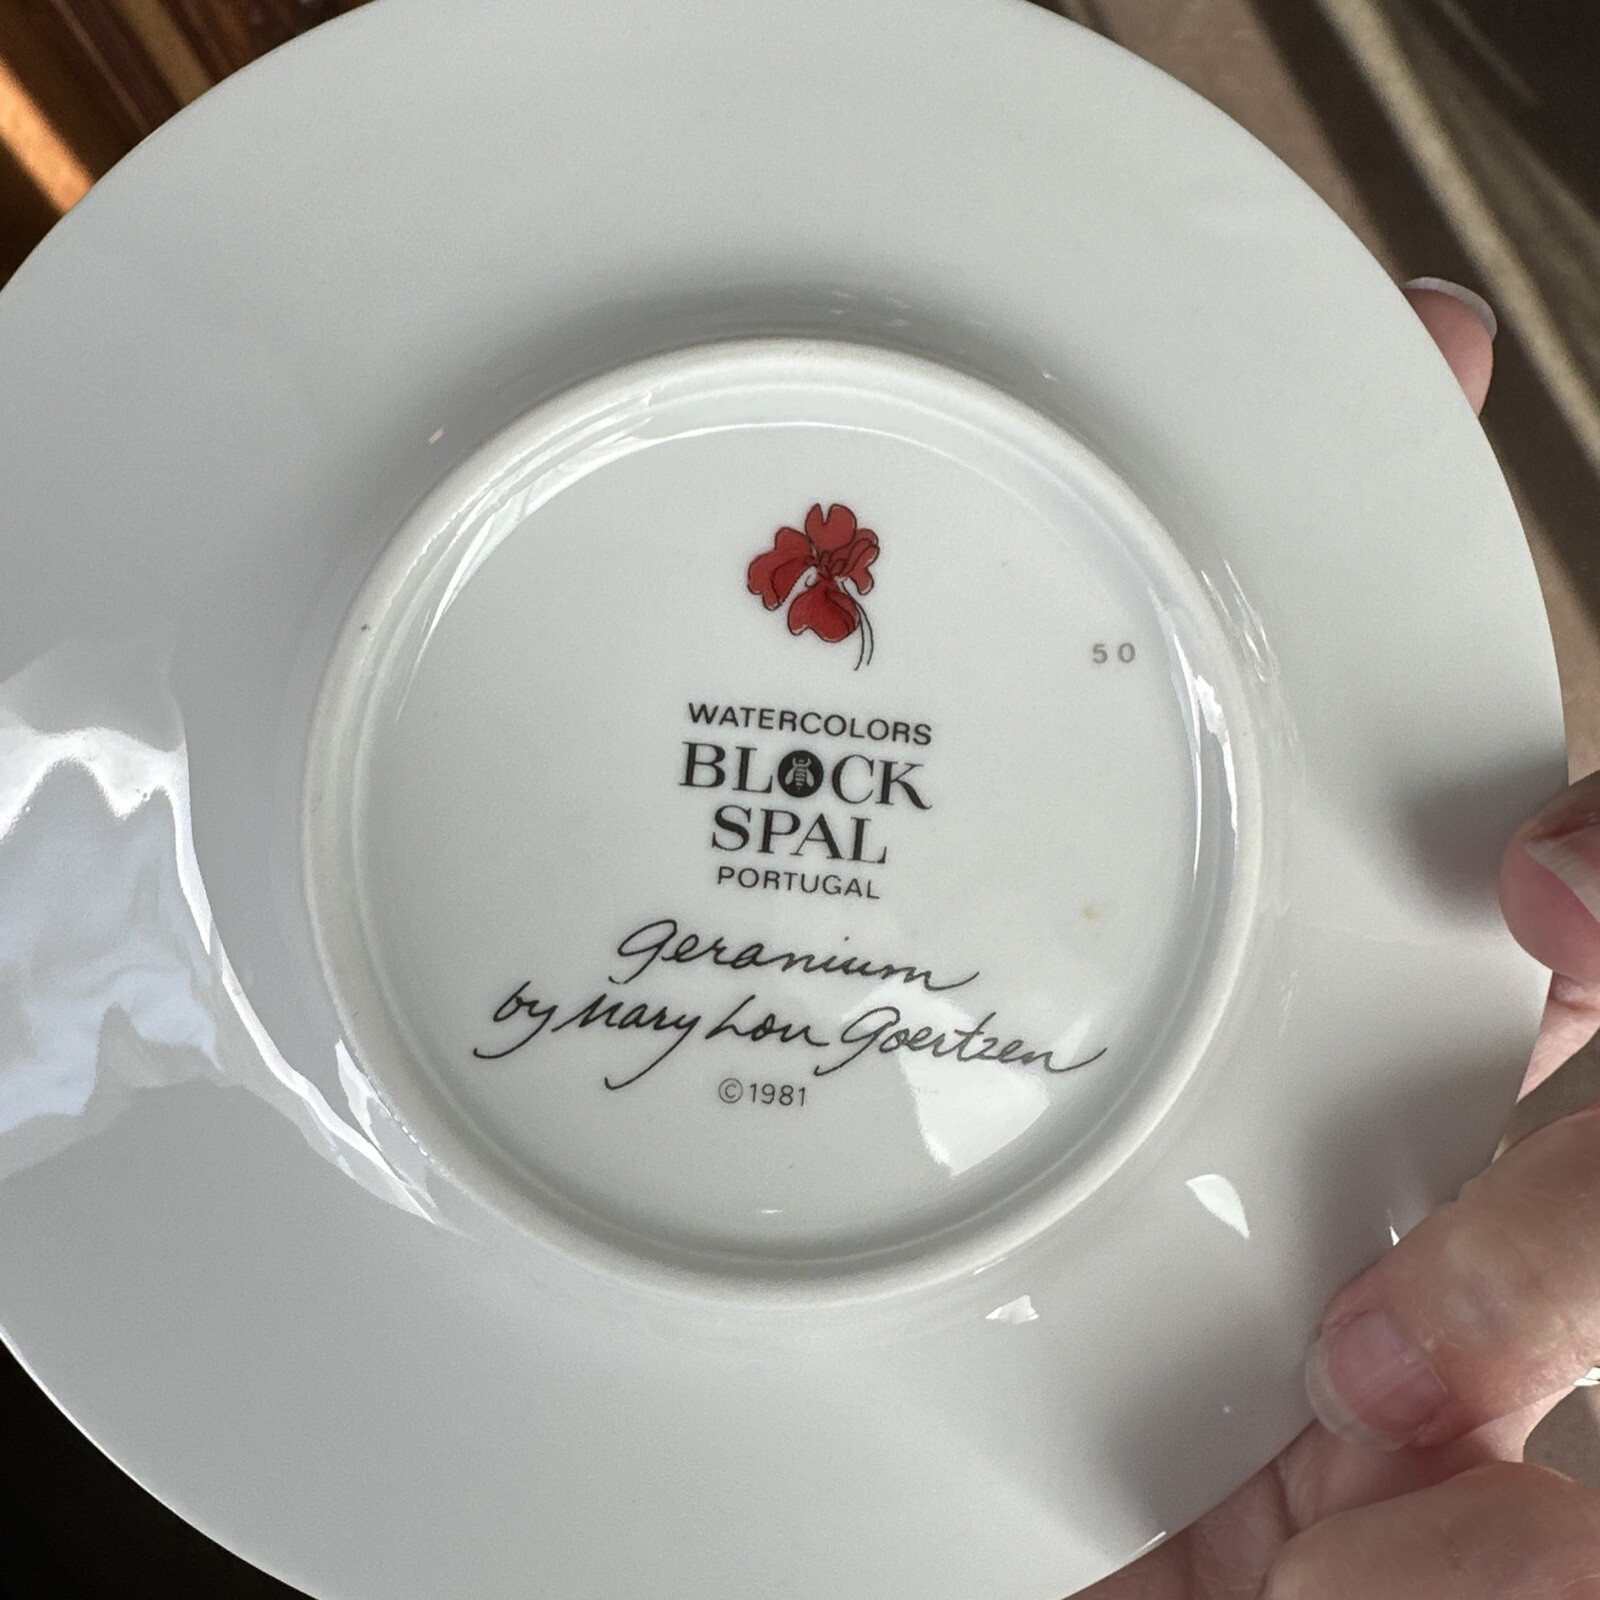 50
WATERCOLORS
BLOCK
SPAL
PORTUGAL
Geranium
by Mary Lou Goertzen
©1981